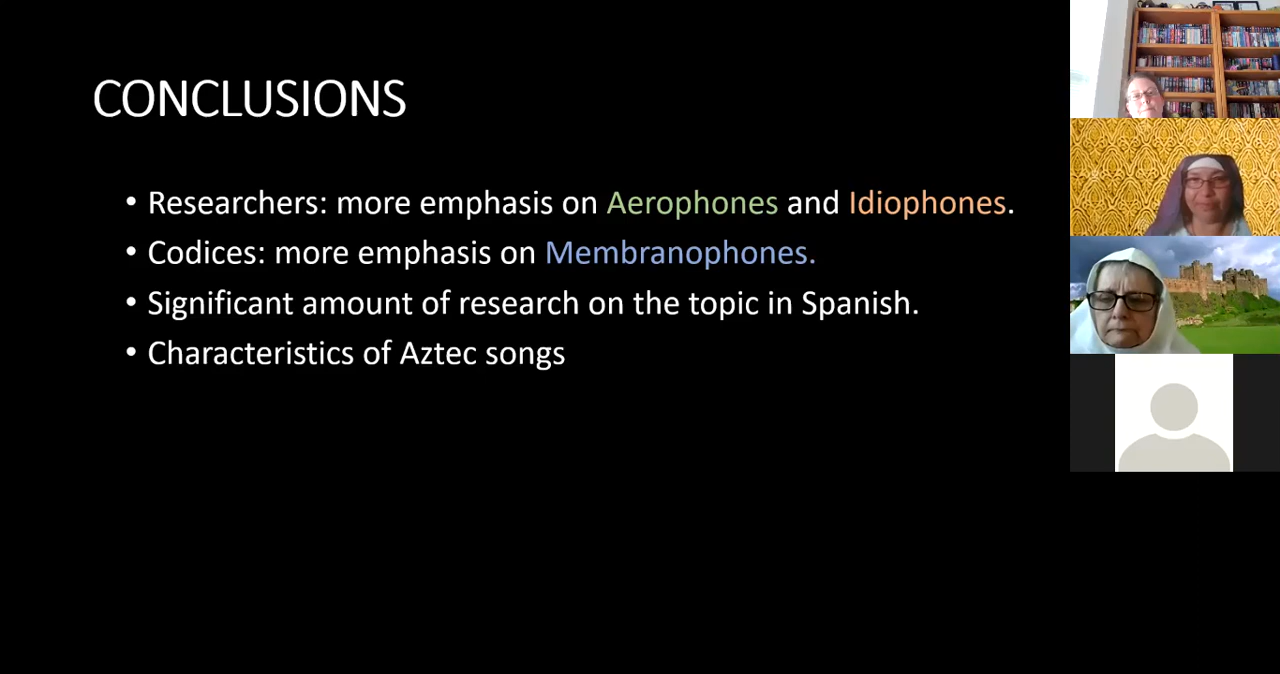 CONCLUSIONS
• Researchers: more emphasis on Aerophones and Idiophones.
• Codices: more emphasis on Membranophones.
• Significant amount of research on the topic in Spanish.
• Characteristics of Aztec songs